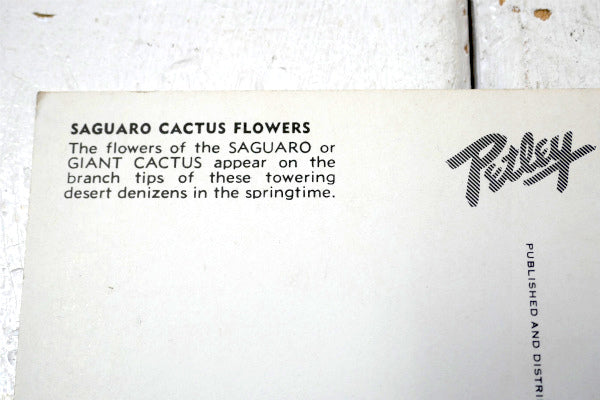 SAGUARO CACTUS FLOWERS
The flowers of the SAGUARO or
GIANT CACTUS appear on the
branch tips of these towering
desert denizens in the springtime.
Petley
PUBLISHED AND